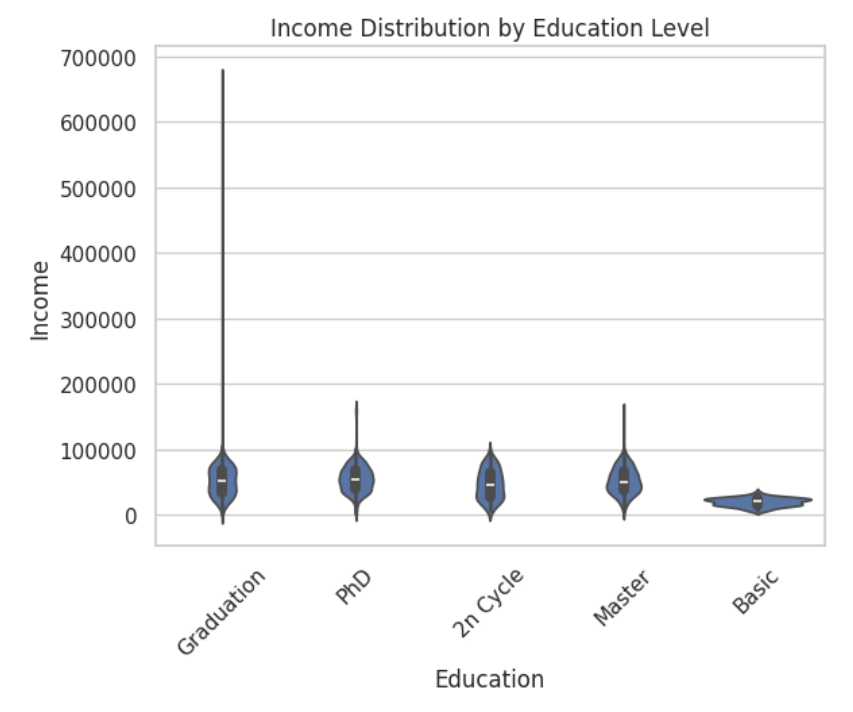 Income Distribution by Education Level
700000
600000
500000
400000
300000
200000
100000
0
Income
Graduation
PhD
2n Cycle
Master
Basic
Education